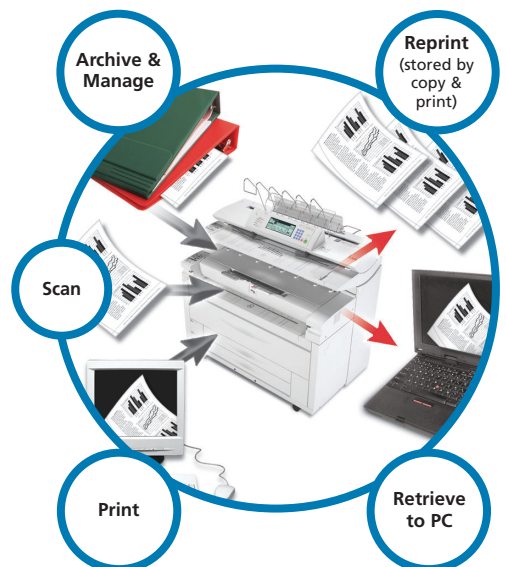 Archive &
Manage
Reprint
(stored by
copy &
print)
Scan
Print
Retrieve
to PC